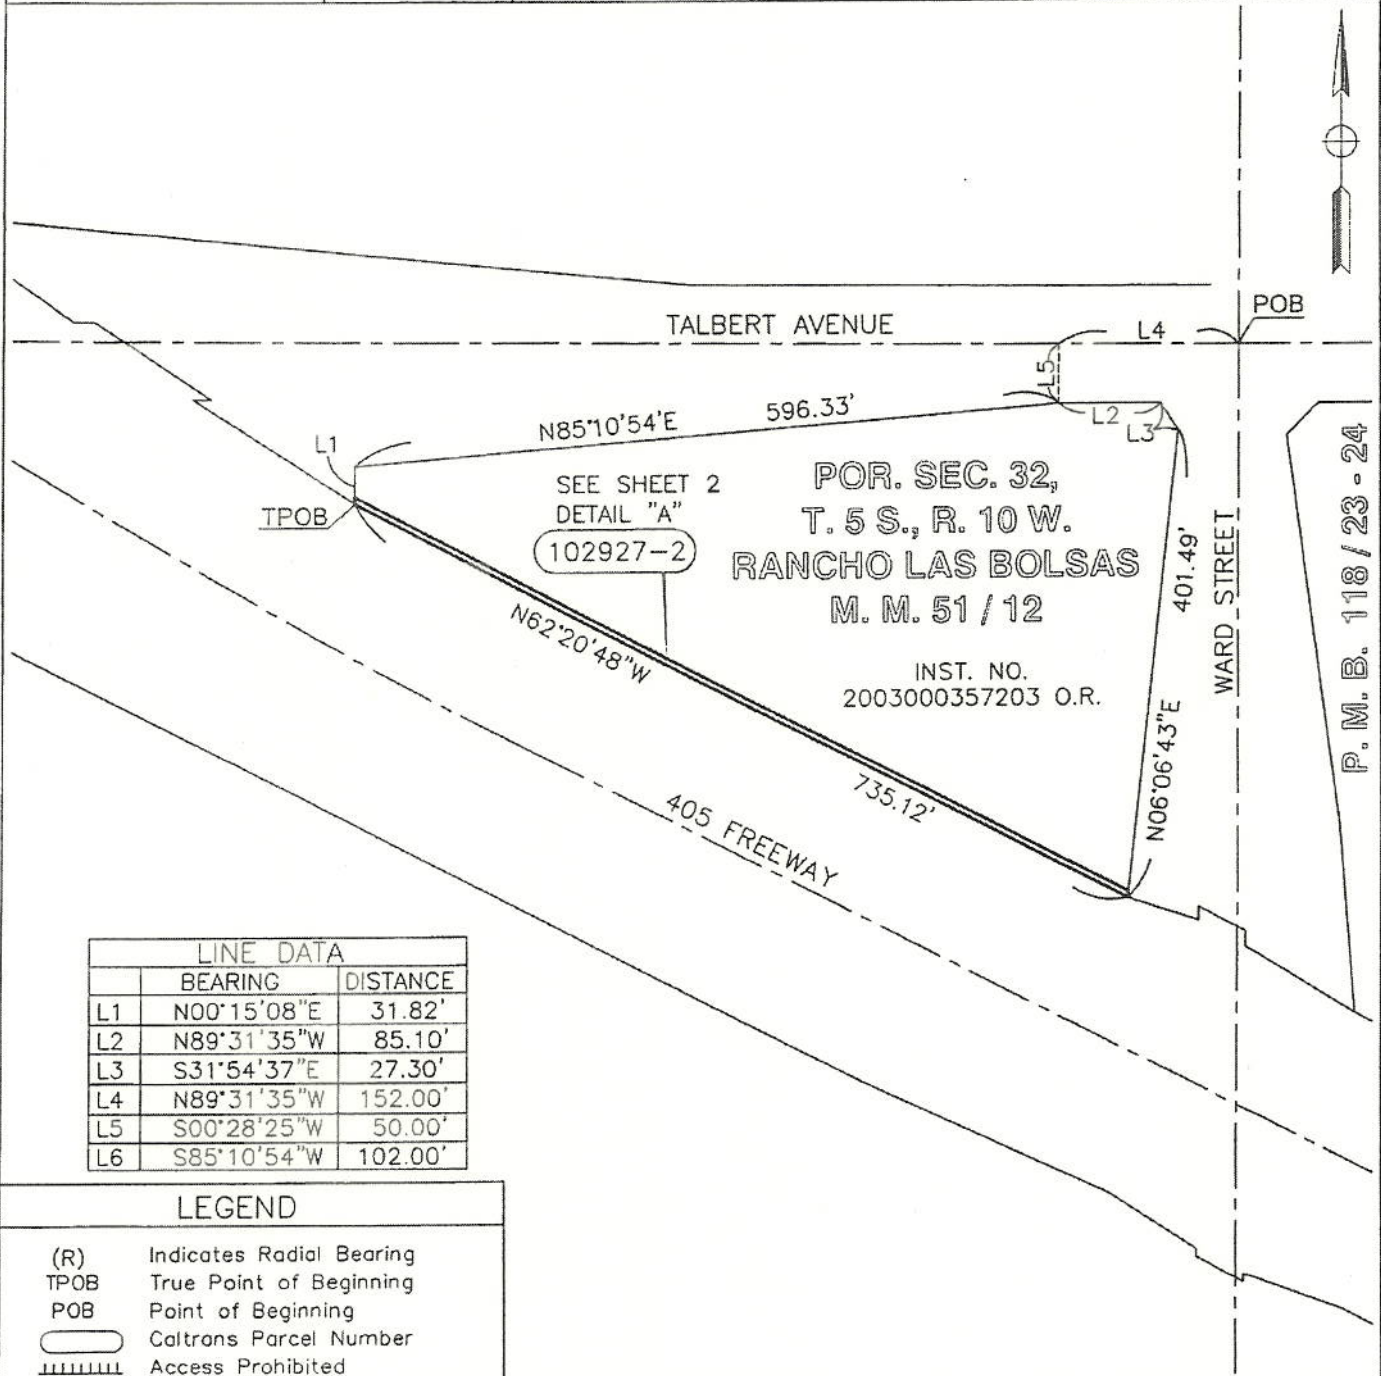 POB
TALBERT AVENUE
L4
L5
596.33'
N85°10'54"E
L2
L3
L1
SEE SHEET 2
DETAIL "A"
102927-2
TPOB
POR. SEC. 32,
T. 5 S., R. 10 W.
RANCHO LAS BOLSAS
M. M. 51 / 12
INST. NO.
2003000357203 O.R.
401.49'
WARD STREET
P. M. B. 118 / 23 - 24
N62°20'48"W
N06°06'43"E
735.12'
405 FREEWAY
LINE DATA
BEARING DISTANCE
L1 N00°15'08"E 31.82'
L2 N89°31'35"W 85.10'
L3 S31°54'37"E 27.30'
L4 N89°31'35"W 152.00'
L5 S00°28'25"W 50.00'
L6 S85°10'54"W 102.00'
LEGEND
(R) Indicates Radial Bearing
TPOB True Point of Beginning
POB Point of Beginning
Caltrans Parcel Number
Access Prohibited